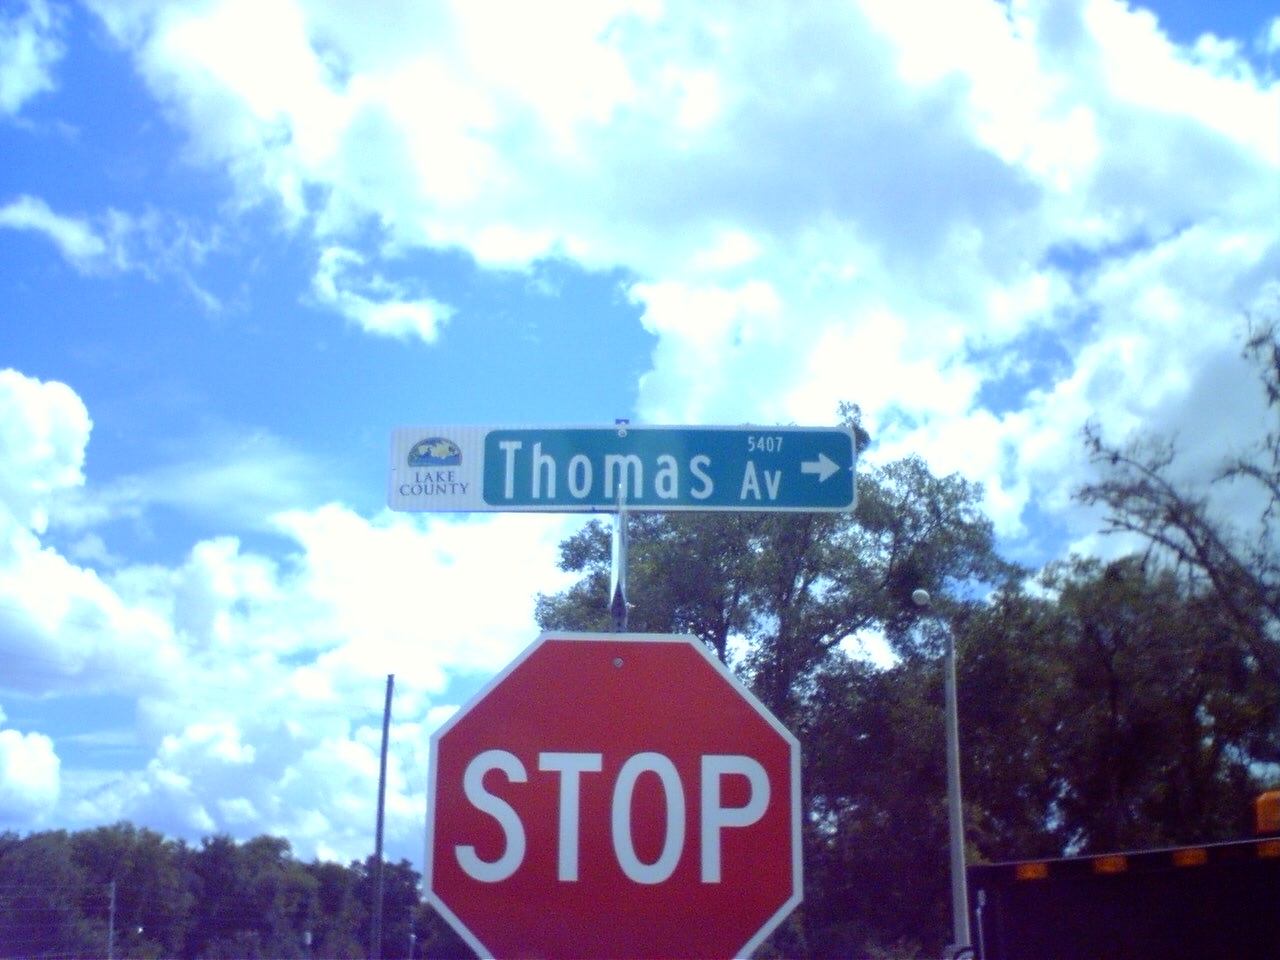 LAKE
COUNTY
Thomas Av
5407
STOP